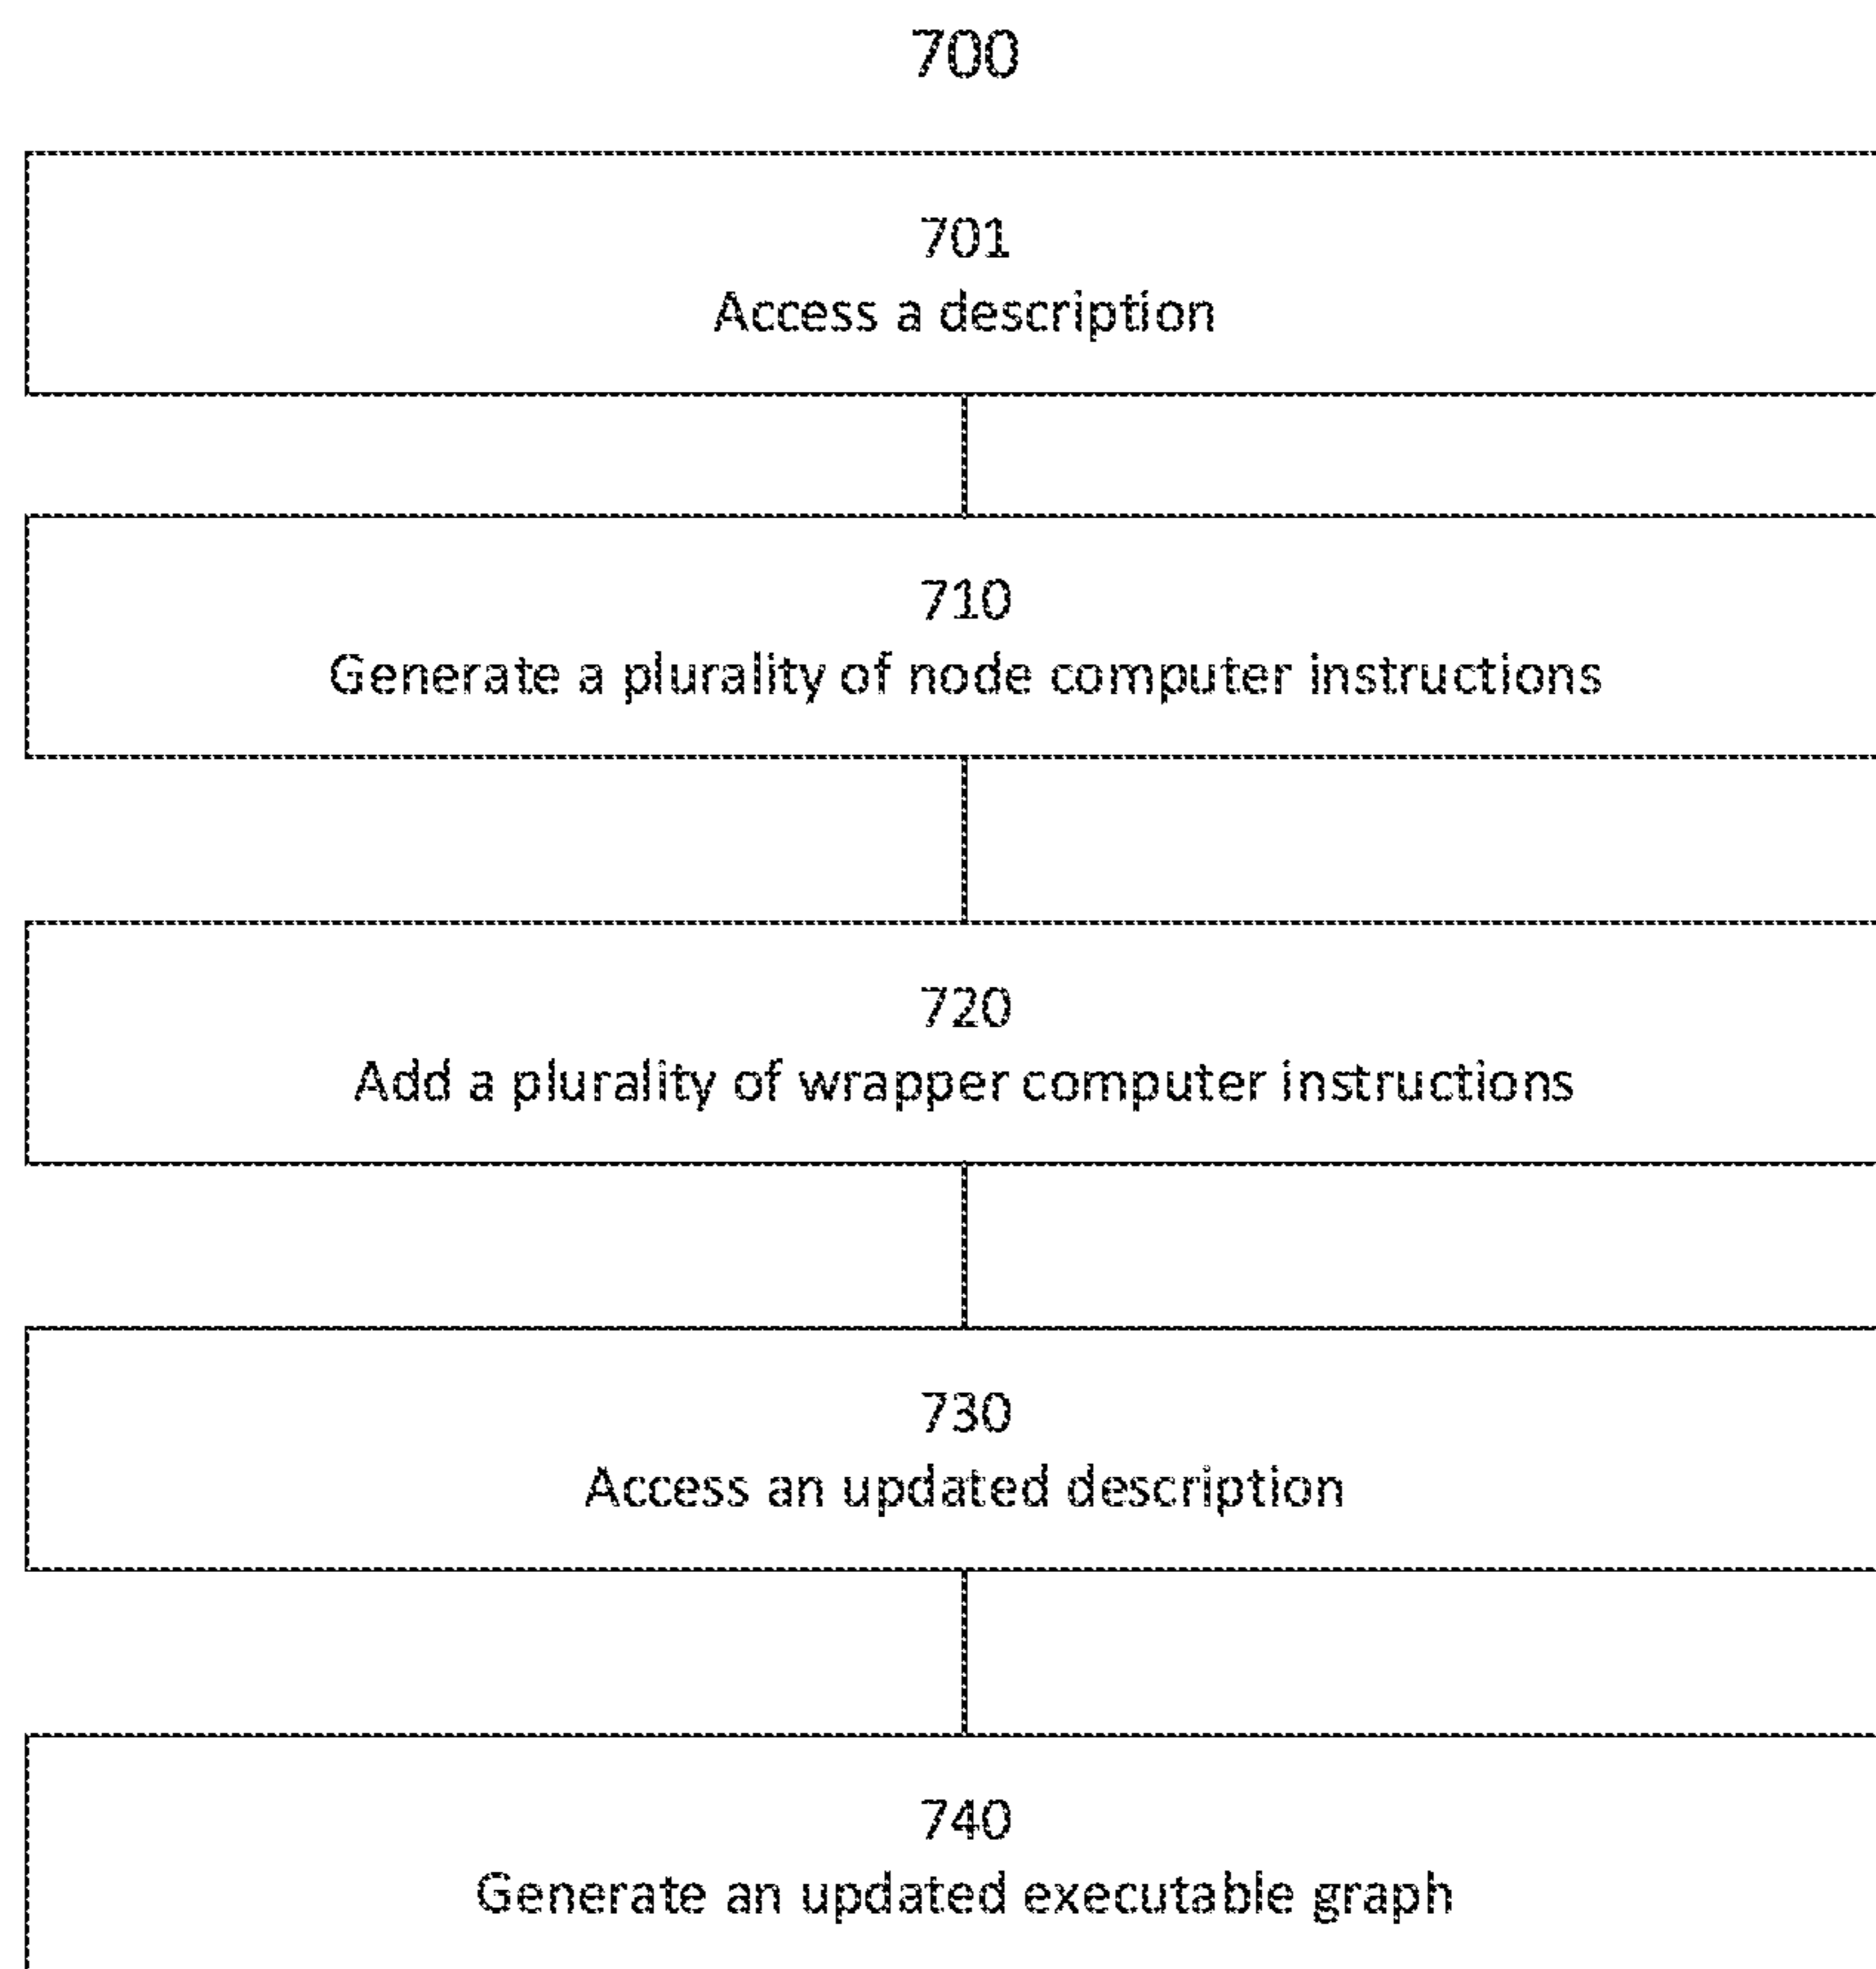 700
701
Access a description
710
Generate a plurality of node computer instructions
720
Add a plurality of wrapper computer instructions
730
Access an updated description
740
Generate an updated executable graph